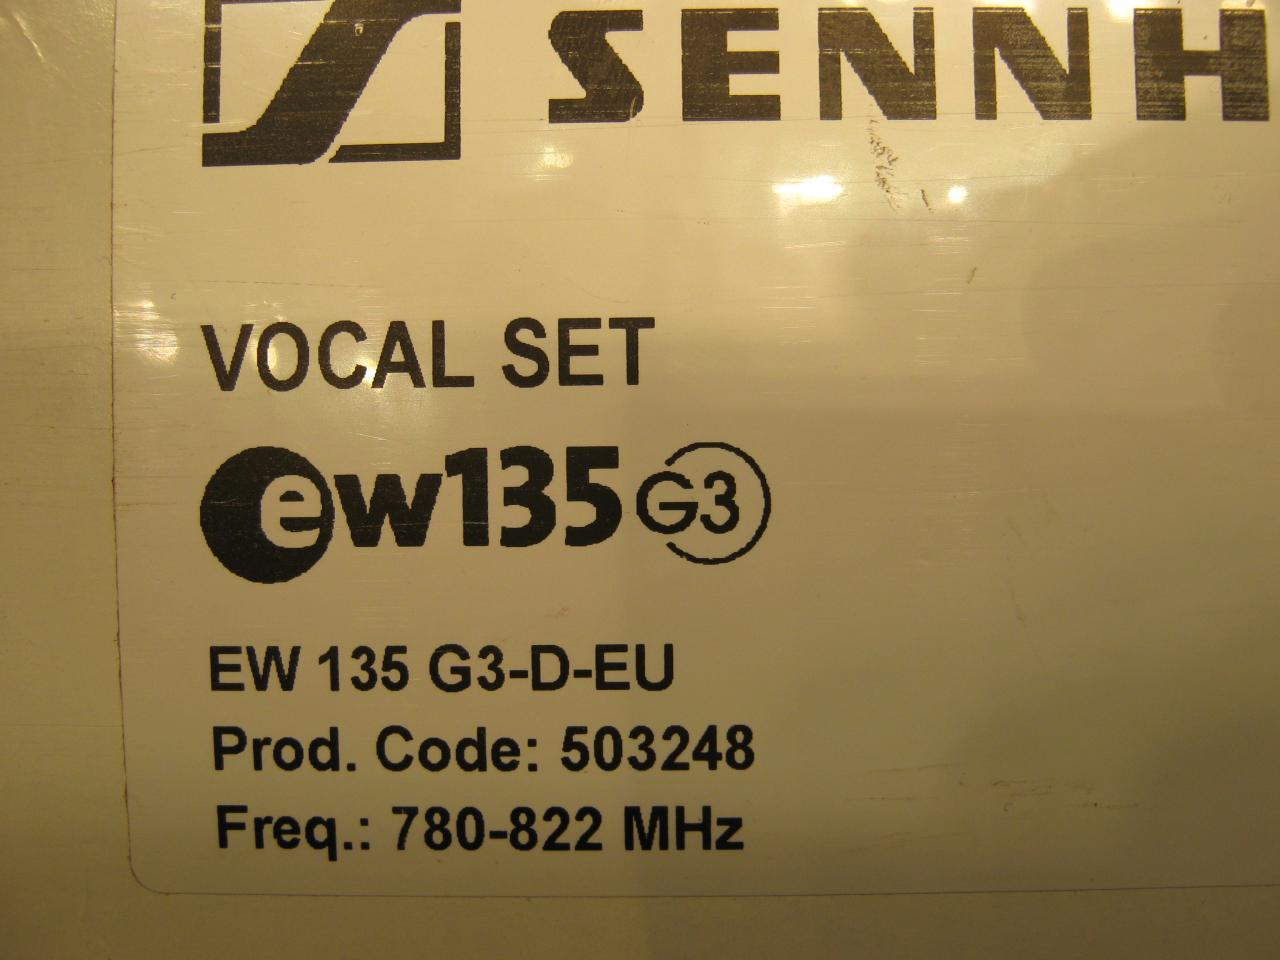 SENNH
VOCAL SET
ew135 G3
EW 135 G3-D-EU
Prod. Code: 503248
Freq.: 780-822 MHz